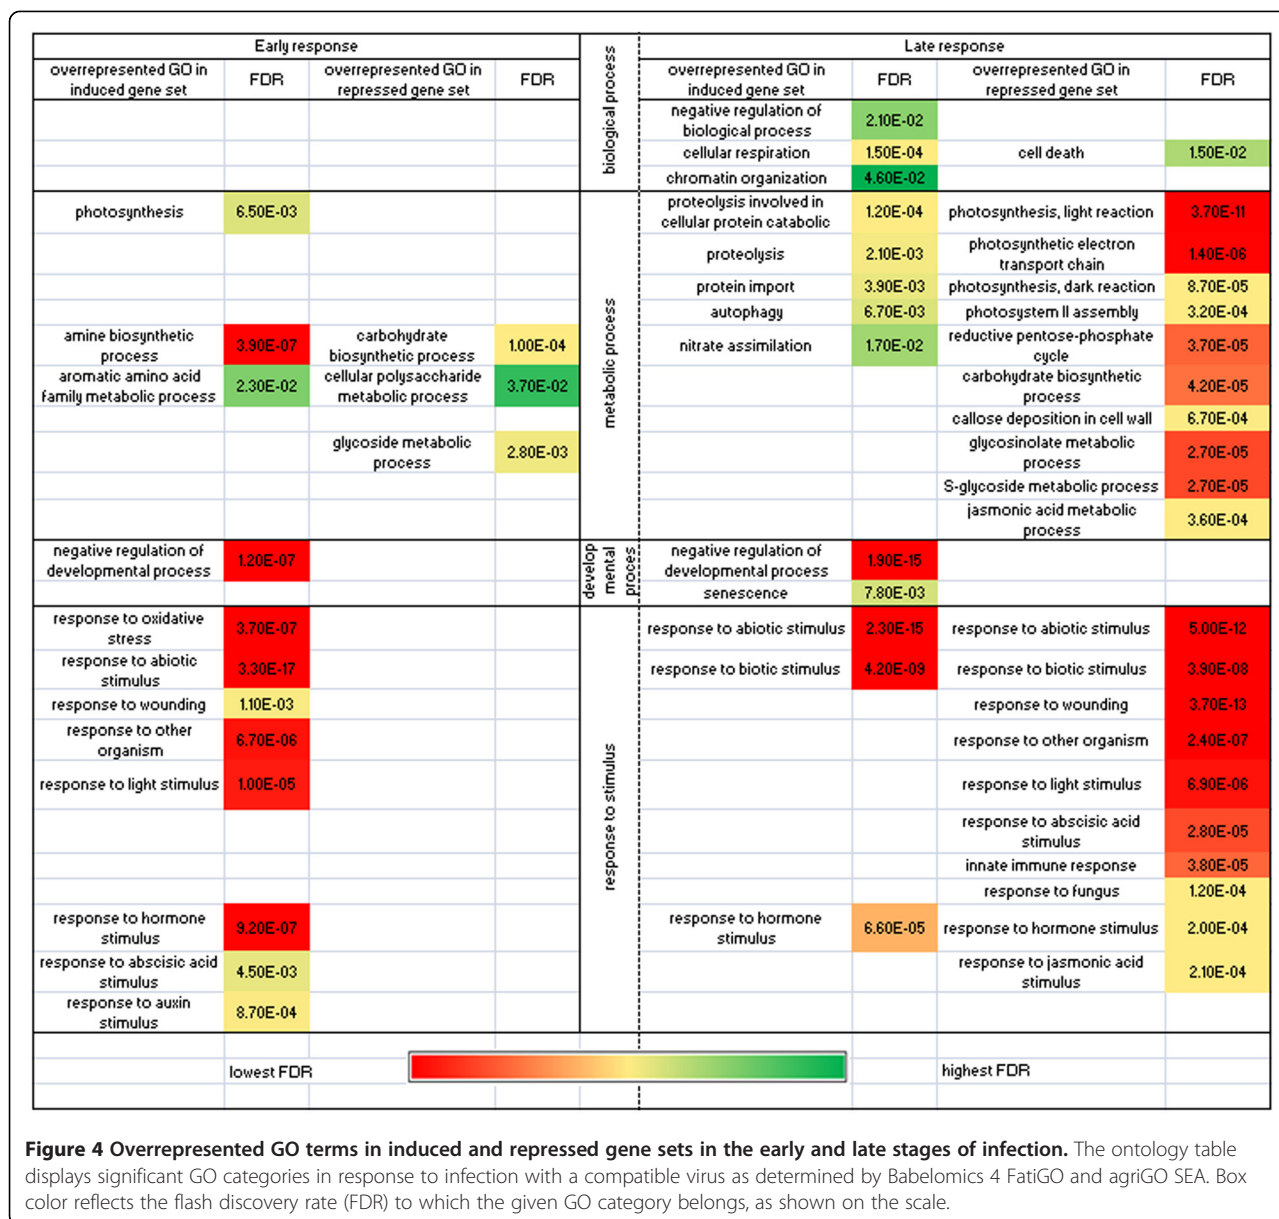 Early response
biological process
Late response
overrepresented GO in
induced gene set
FDR
overrepresented GO in
repressed gene set
FDR
overrepresented GO in
induced gene set
FDR
overrepresented GO in
repressed gene set
FDR
negative regulation of
biological process
2.10E-02
cellular respiration
1.50E-04
cell death
1.50E-02
chromatin organization
4.60E-02
metabolic process
photosynthesis
6.50E-03
proteolysis involved in
cellular protein catabolic
1.20E-04
photosynthesis, light reaction
3.70E-11
proteolysis
2.10E-03
photosynthetic electron
transport chain
1.40E-06
protein import
3.90E-03
photosynthesis, dark reaction
8.70E-05
autophagy
6.70E-03
photosystem II assembly
3.20E-04
amine biosynthetic
process
3.90E-07
carbohydrate
biosynthetic process
1.00E-04
nitrate assimilation
1.70E-02
reductive pentose-phosphate
cycle
3.70E-05
aromatic amino acid
family metabolic process
2.30E-02
cellular polysaccharide
metabolic process
3.70E-02
carbohydrate biosynthetic
process
4.20E-05
callose deposition in cell wall
6.70E-04
glycoside metabolic
process
2.80E-03
glycosinolate metabolic
process
2.70E-05
S-glycoside metabolic process
2.70E-05
jasmonic acid metabolic
process
3.60E-04
develop
mental
proces
negative regulation of
developmental process
1.20E-07
negative regulation of
developmental process
1.90E-15
senescence
7.80E-03
response to stimulus
response to oxidative
stress
3.70E-07
response to abiotic stimulus
2.30E-15
response to abiotic stimulus
5.00E-12
response to abiotic
stimulus
3.30E-17
response to biotic stimulus
4.20E-09
response to biotic stimulus
3.90E-08
response to wounding
1.10E-03
response to wounding
3.70E-13
response to other
organism
6.70E-06
response to other organism
2.40E-07
response to light stimulus
1.00E-05
response to light stimulus
6.90E-06
response to abscisic acid
stimulus
2.80E-05
innate immune response
3.80E-05
response to fungus
1.20E-04
response to hormone
stimulus
9.20E-07
response to hormone
stimulus
6.60E-05
response to hormone stimulus
2.00E-04
response to abscisic acid
stimulus
4.50E-03
response to jasmonic acid
stimulus
2.10E-04
response to auxin
stimulus
8.70E-04
lowest FDR
highest FDR
Figure 4 Overrepresented GO terms in induced and repressed gene sets in the early and late stages of infection. The ontology table
displays significant GO categories in response to infection with a compatible virus as determined by Babelomics 4 FatiGO and agriGO SEA. Box
color reflects the flash discovery rate (FDR) to which the given GO category belongs, as shown on the scale.